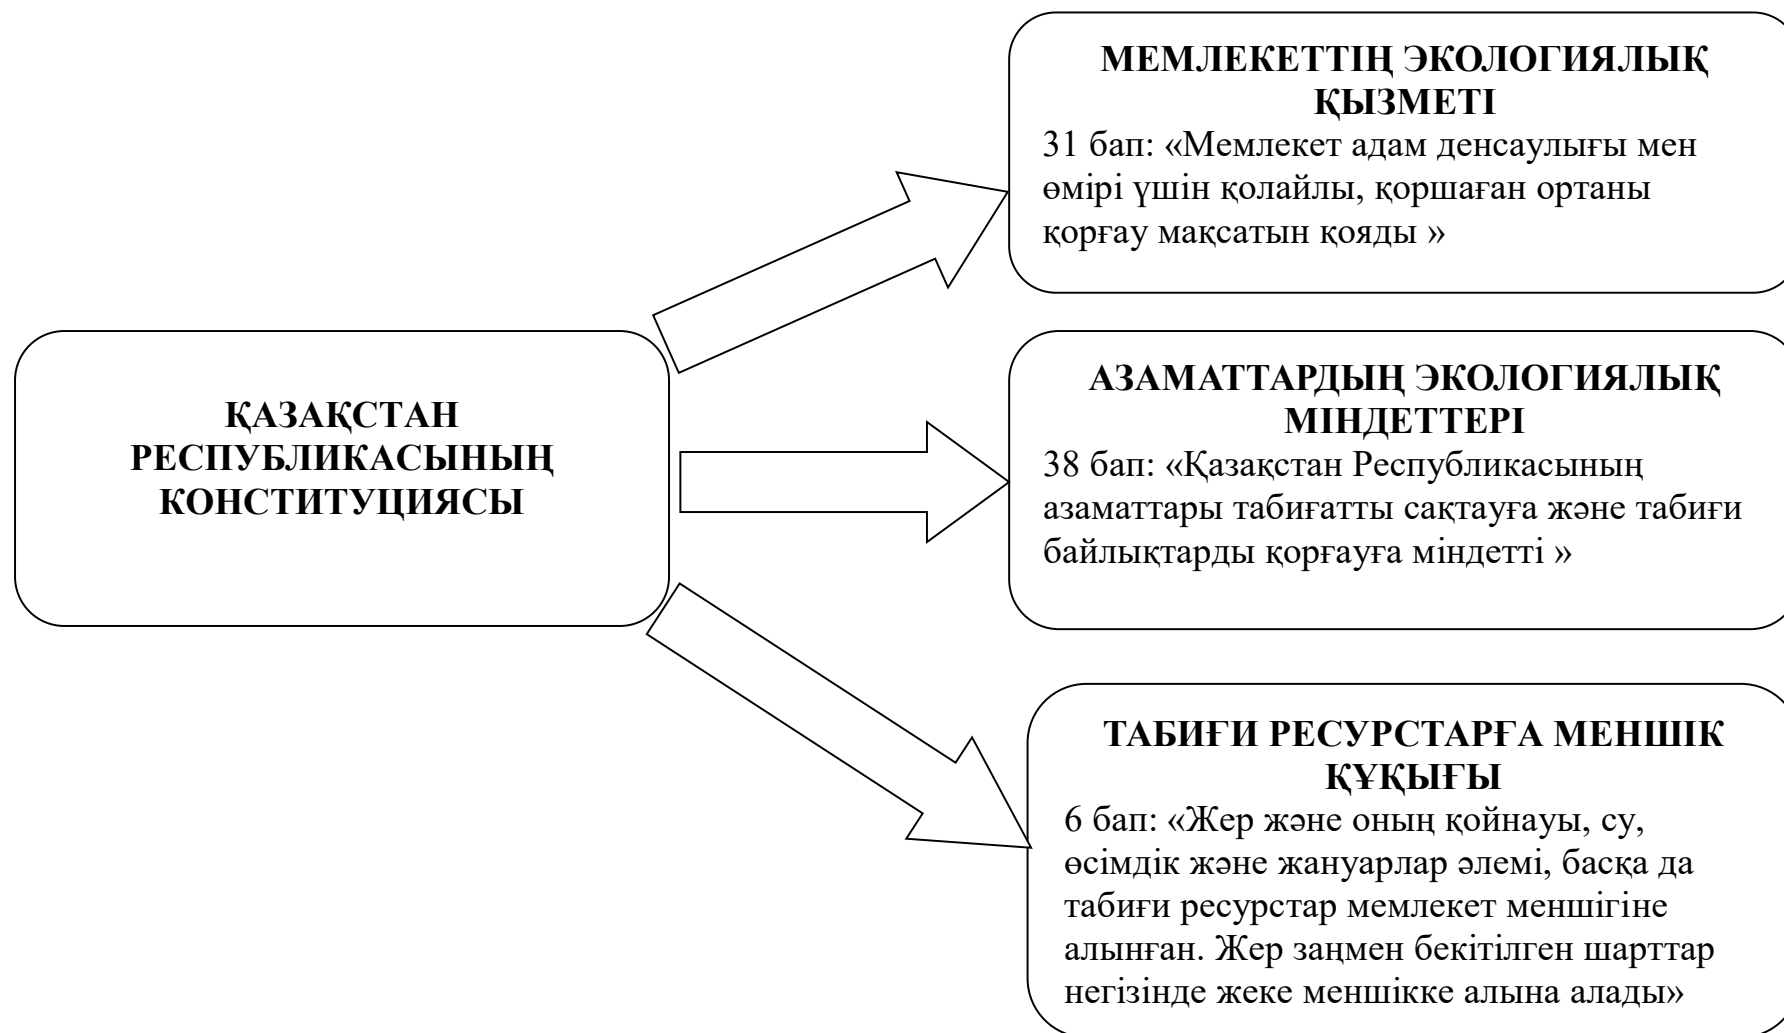 МЕМЛЕКЕТТІҢ ЭКОЛОГИЯЛЫҚ
ҚЫЗМЕТІ
31 бап: «Мемлекет адам денсаулығы мен
өмірі үшін қолайлы, қоршаған ортаны
қорғау мақсатын қояды »
ҚАЗАҚСТАН
РЕСПУБЛИКАСЫНЫҢ
КОНСТИТУЦИЯСЫ
АЗАМАТТАРДЫҢ ЭКОЛОГИЯЛЫҚ
МІНДЕТТЕРІ
38 бап: «Қазақстан Республикасының
азаматтары табиғатты сақтауға және табиғи
байлықтарды қорғауға міндетті »
ТАБИҒИ РЕСУРСТАРҒА МЕНШІК
ҚҰҚЫҒЫ
6 бап: «Жер және оның қойнауы, су,
өсімдік және жануарлар әлемі, басқа да
табиғи ресурстар мемлекет меншігіне
алынған. Жер заңмен бекітілген шарттар
негізінде жеке меншікке алына алады»